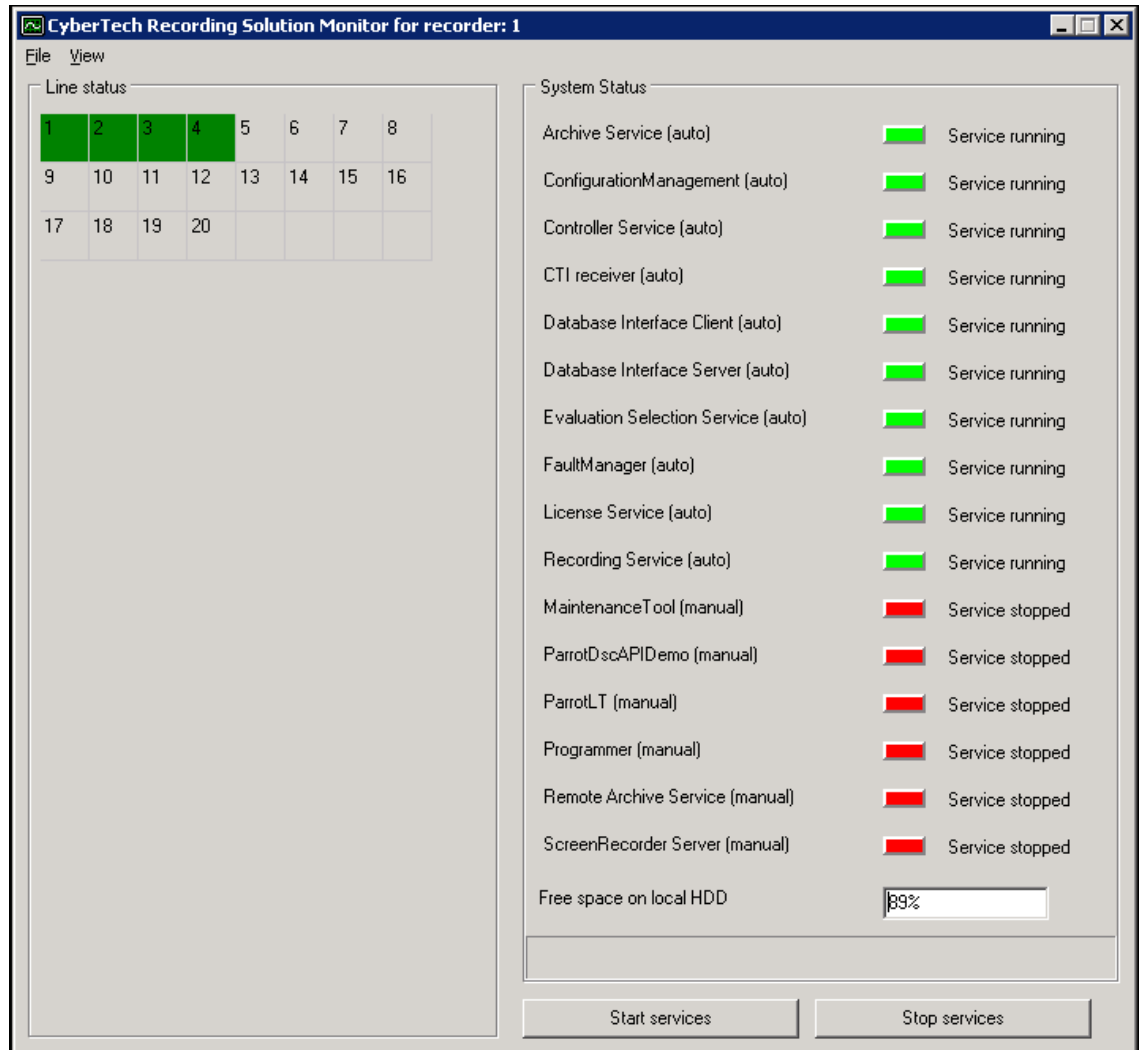 CyberTech Recording Solution Monitor for recorder: 1
File View
Line status
1 2 3 4 5 6 7 8
9 10 11 12 13 14 15 16
17 18 19 20
System Status
Archive Service (auto) Service running
ConfigurationManagement (auto) Service running
Controller Service (auto) Service running
CTI receiver (auto) Service running
Database Interface Client (auto) Service running
Database Interface Server (auto) Service running
Evaluation Selection Service (auto) Service running
FaultManager (auto) Service running
License Service (auto) Service running
Recording Service (auto) Service running
MaintenanceTool (manual) Service stopped
ParrotDscAPIDemo (manual) Service stopped
ParrotLT (manual) Service stopped
Programmer (manual) Service stopped
Remote Archive Service (manual) Service stopped
ScreenRecorder Server (manual) Service stopped
Free space on local HDD 89%
Start services Stop services